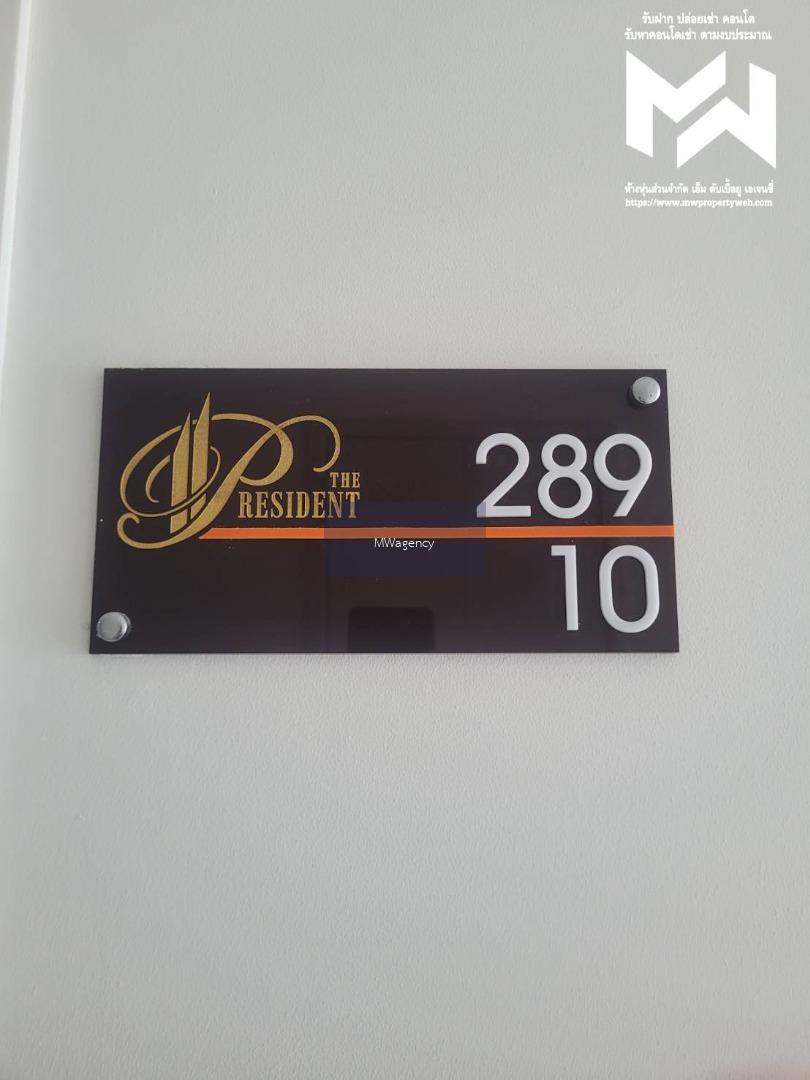 รับฝาก ปล่อยเช่า คอนโด
รับหาคอนโดเช่า ตามงบประมาณ
MW
ห้างหุ้นส่วนจำกัด เอ็ม ดับเบิ้ลยู เอเจนซี่
https://www.mwpropertyweb.com
THE
PRESIDENT
289
10
MWagency